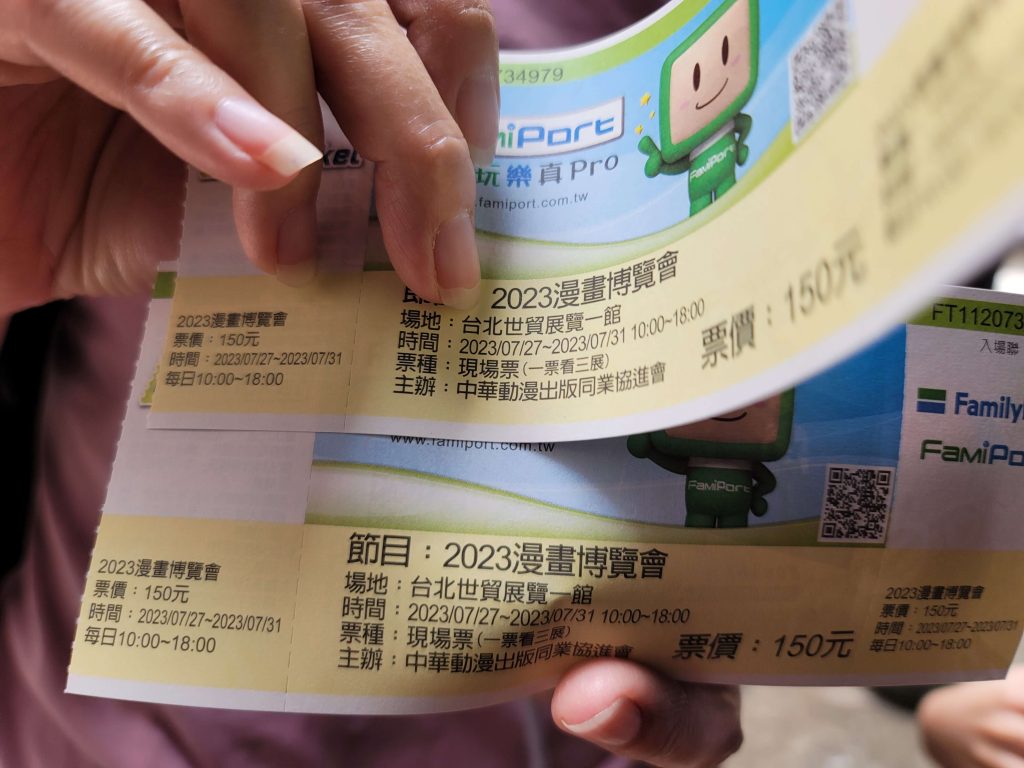 734979
miPort
玩樂真Pro
.famiport.com.tw
FamiPort
ket
2023漫畫博覽會
票價：150元
時間：2023/07/27~2023/07/31
每日10:00~18:00
節
2023漫畫博覽會
場地：台北世貿展覽一館
時間：2023/07/27~2023/07/31 10:00~18:00
票種：現場票(一票看三展)
主辦：中華動漫出版同業協進會
票價：150元
www.famiport.com.tw
FamiPort
FT112073
入場聯
Family
FamiPo
2023漫畫博覽會
票價：150元
時間：2023/07/27~2023/07/31
每日10:00~18:00
節目：2023漫畫博覽會
場地：台北世貿展覽一館
時間：2023/07/27~2023/07/31 10:00~18:00
票種：現場票(一票看三展)
主辦：中華動漫出版同業協進會
票價：150元
2023漫畫博覽會
票價：150元
時間：2023/07/27~2023/07/31
每日10:00~18:00